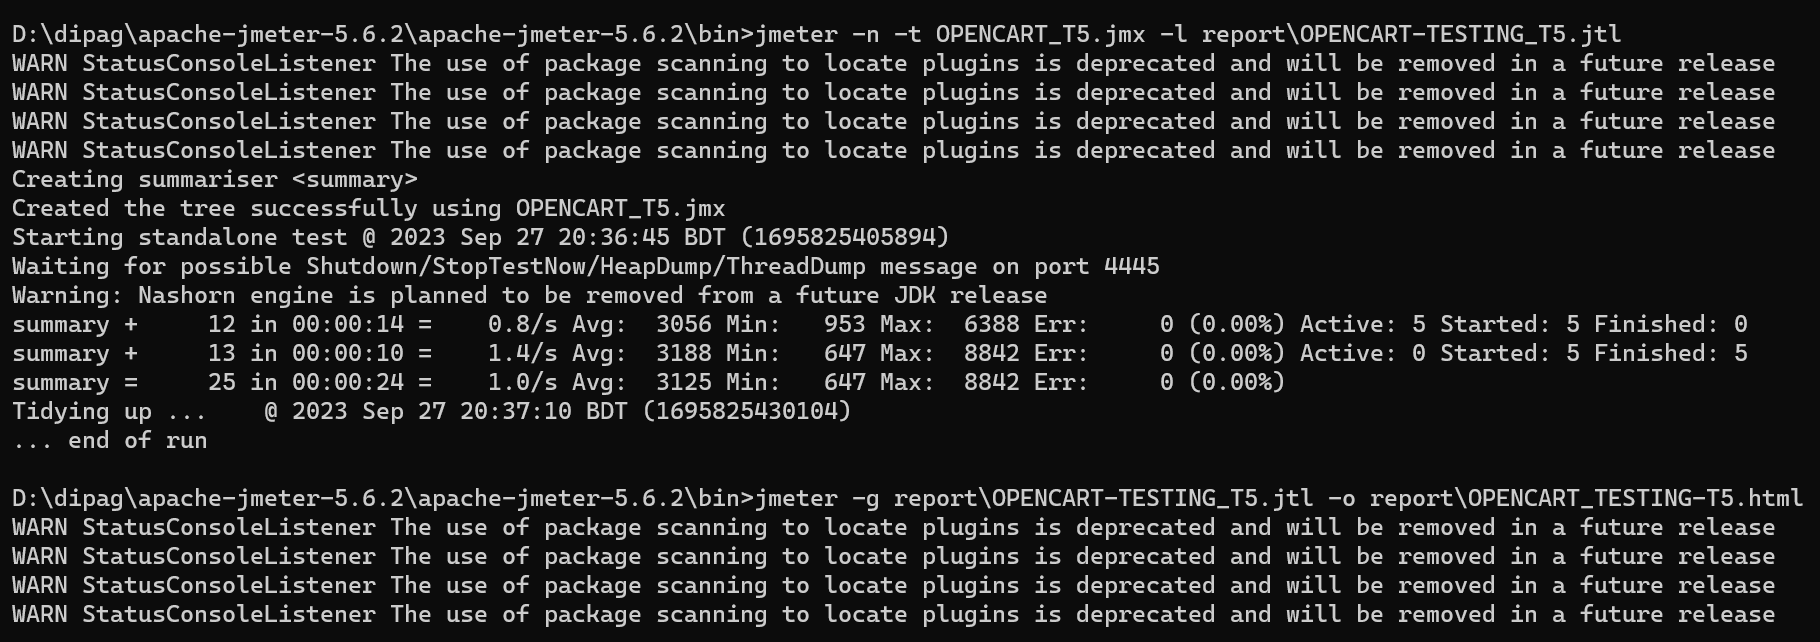 D:\dipag\apache-jmeter-5.6.2\apache-jmeter-5.6.2\bin>jmeter -n -t OPENCART_T5.jmx -l report\OPENCART-TESTING_T5.jtl
WARN StatusConsoleListener The use of package scanning to locate plugins is deprecated and will be removed in a future release
WARN StatusConsoleListener The use of package scanning to locate plugins is deprecated and will be removed in a future release
WARN StatusConsoleListener The use of package scanning to locate plugins is deprecated and will be removed in a future release
WARN StatusConsoleListener The use of package scanning to locate plugins is deprecated and will be removed in a future release
Creating summariser <summary>
Created the tree successfully using OPENCART_T5.jmx
Starting standalone test @ 2023 Sep 27 20:36:45 BDT (1695825405894)
Waiting for possible Shutdown/StopTestNow/HeapDump/ThreadDump message on port 4445
Warning: Nashorn engine is planned to be removed from a future JDK release
summary +     12 in 00:00:14 =    0.8/s Avg:  3056 Min:   953 Max:  6388 Err:     0 (0.00%) Active: 5 Started: 5 Finished: 0
summary +     13 in 00:00:10 =    1.4/s Avg:  3188 Min:   647 Max:  8842 Err:     0 (0.00%) Active: 0 Started: 5 Finished: 5
summary =     25 in 00:00:24 =    1.0/s Avg:  3125 Min:   647 Max:  8842 Err:     0 (0.00%)
Tidying up ...    @ 2023 Sep 27 20:37:10 BDT (1695825430104)
... end of run
D:\dipag\apache-jmeter-5.6.2\apache-jmeter-5.6.2\bin>jmeter -g report\OPENCART-TESTING_T5.jtl -o report\OPENCART_TESTING-T5.html
WARN StatusConsoleListener The use of package scanning to locate plugins is deprecated and will be removed in a future release
WARN StatusConsoleListener The use of package scanning to locate plugins is deprecated and will be removed in a future release
WARN StatusConsoleListener The use of package scanning to locate plugins is deprecated and will be removed in a future release
WARN StatusConsoleListener The use of package scanning to locate plugins is deprecated and will be removed in a future release